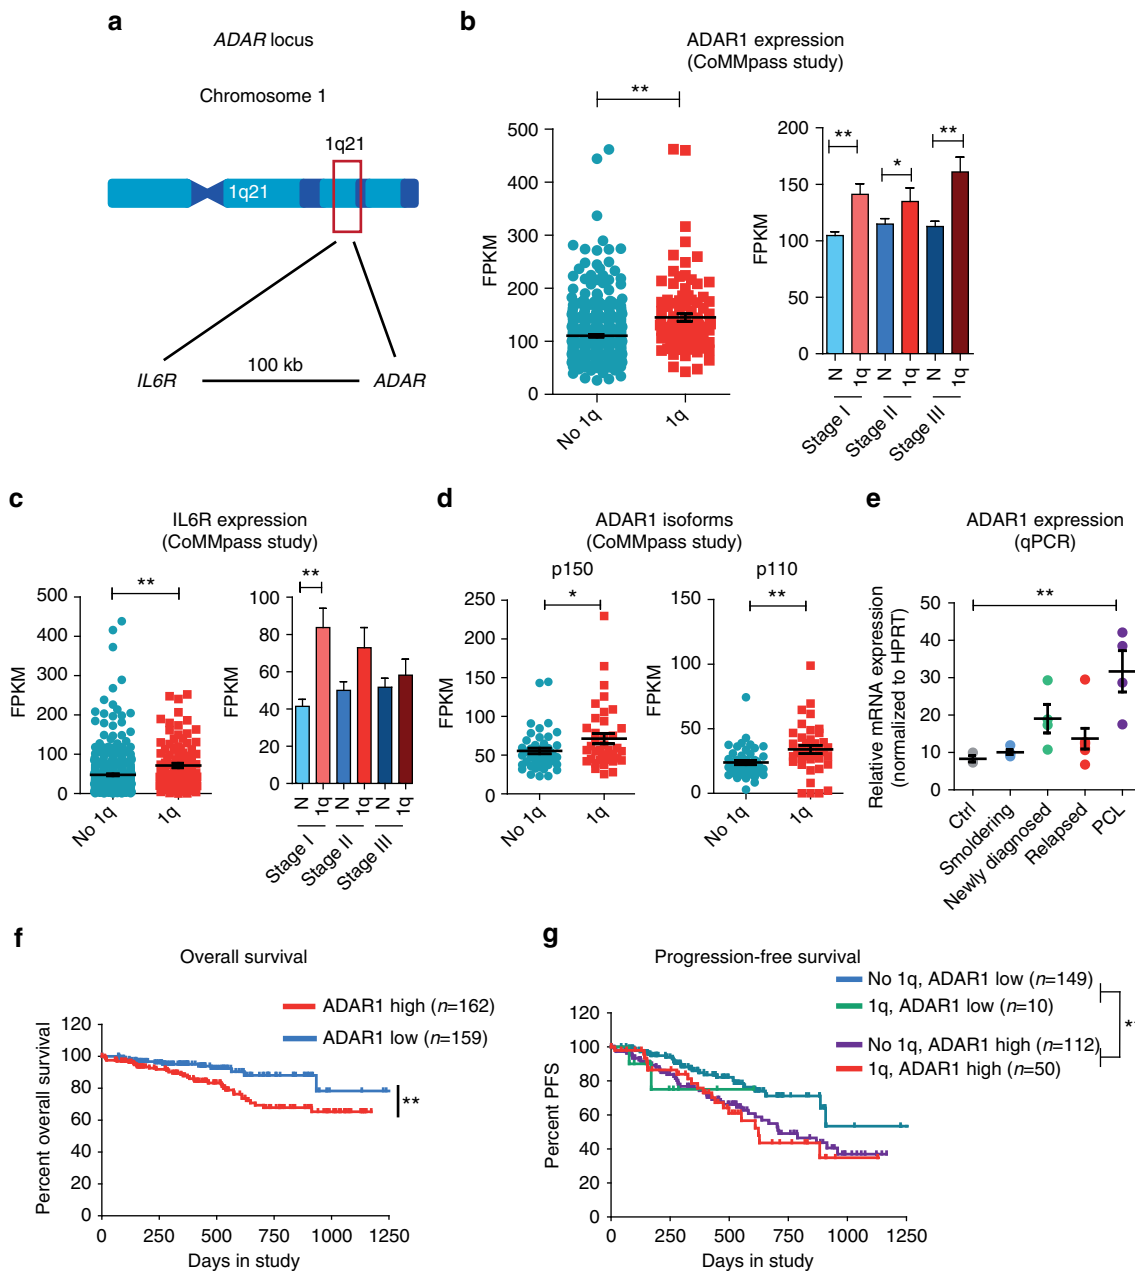 a
ADAR locus
Chromosome 1
1q21
1q21
100 kb
IL6R
ADAR
b
ADAR1 expression
(CoMMpass study)
**
500
400
300
200
100
0
FPKM
No 1q
1q
200
150
100
50
0
FPKM
**
*
**
N
1q
N
1q
N
1q
Stage I
Stage II
Stage III
c
IL6R expression
(CoMMpass study)
**
500
400
300
200
100
0
FPKM
No 1q
1q
**
100
80
60
40
20
0
FPKM
N
1q
N
1q
N
1q
Stage I
Stage II
Stage III
d
ADAR1 isoforms
(CoMMpass study)
p150
*
250
200
150
100
50
0
FPKM
No 1q
1q
p110
**
150
100
50
0
FPKM
No 1q
1q
e
ADAR1 expression
(qPCR)
**
50
40
30
20
10
0
Relative mRNA expression
(normalized to HPRT)
Ctrl
Smoldering
Newly diagnosed
Relapsed
PCL
f
Overall survival
ADAR1 high (n=162)
ADAR1 low (n=159)
120
100
80
60
40
20
0
Percent overall survival
**
0 250 500 750 1000 1250
Days in study
g
Progression-free survival
No 1q, ADAR1 low (n=149)
1q, ADAR1 low (n=10)
No 1q, ADAR1 high (n=112)
1q, ADAR1 high (n=50)
120
100
80
60
40
20
0
Percent PFS
0 250 500 750 1000 1250
Days in study